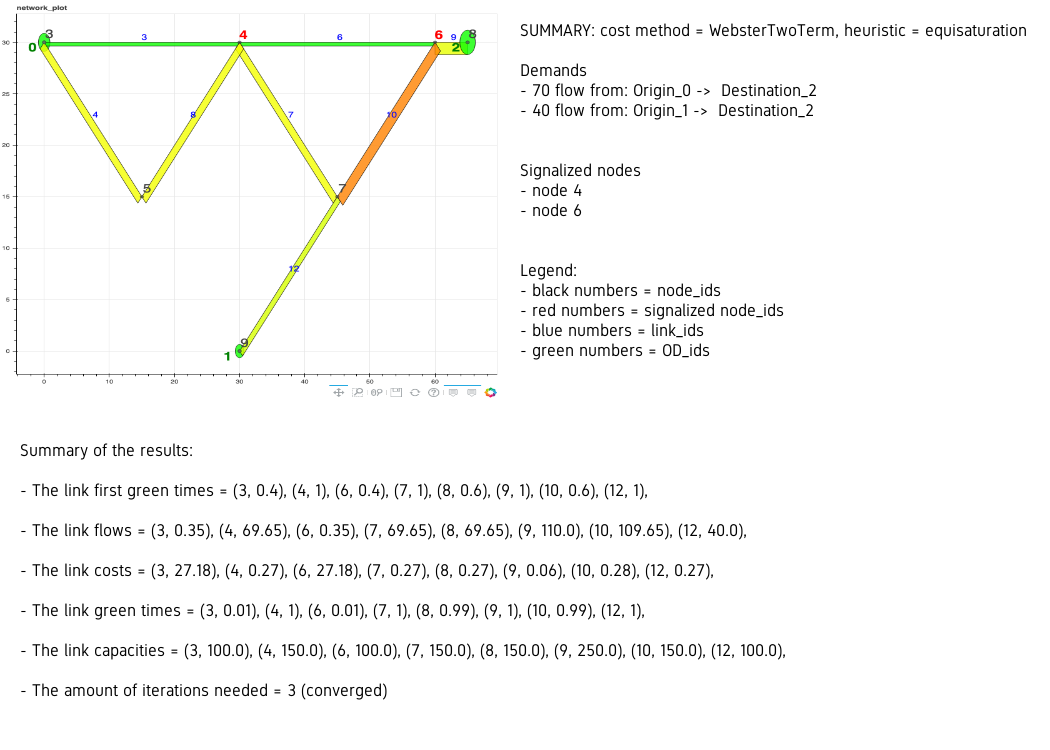 network_plot
SUMMARY: cost method = WebsterTwoTerm, heuristic = equisaturation
Demands
- 70 flow from: Origin_0 -> Destination_2
- 40 flow from: Origin_1 -> Destination_2
Signalized nodes
- node 4
- node 6
Legend:
- black numbers = node_ids
- red numbers = signalized node_ids
- blue numbers = link_ids
- green numbers = OD_ids
3 3 4 6 6 9 8
0 2
30
25
4 8 7 10
20
5 7
15
10
12
5
9
0 1
0 10 20 30 40 50 60
Summary of the results:
- The link first green times = (3, 0.4), (4, 1), (6, 0.4), (7, 1), (8, 0.6), (9, 1), (10, 0.6), (12, 1),
- The link flows = (3, 0.35), (4, 69.65), (6, 0.35), (7, 69.65), (8, 69.65), (9, 110.0), (10, 109.65), (12, 40.0),
- The link costs = (3, 27.18), (4, 0.27), (6, 27.18), (7, 0.27), (8, 0.27), (9, 0.06), (10, 0.28), (12, 0.27),
- The link green times = (3, 0.01), (4, 1), (6, 0.01), (7, 1), (8, 0.99), (9, 1), (10, 0.99), (12, 1),
- The link capacities = (3, 100.0), (4, 150.0), (6, 100.0), (7, 150.0), (8, 150.0), (9, 250.0), (10, 150.0), (12, 100.0),
- The amount of iterations needed = 3 (converged)